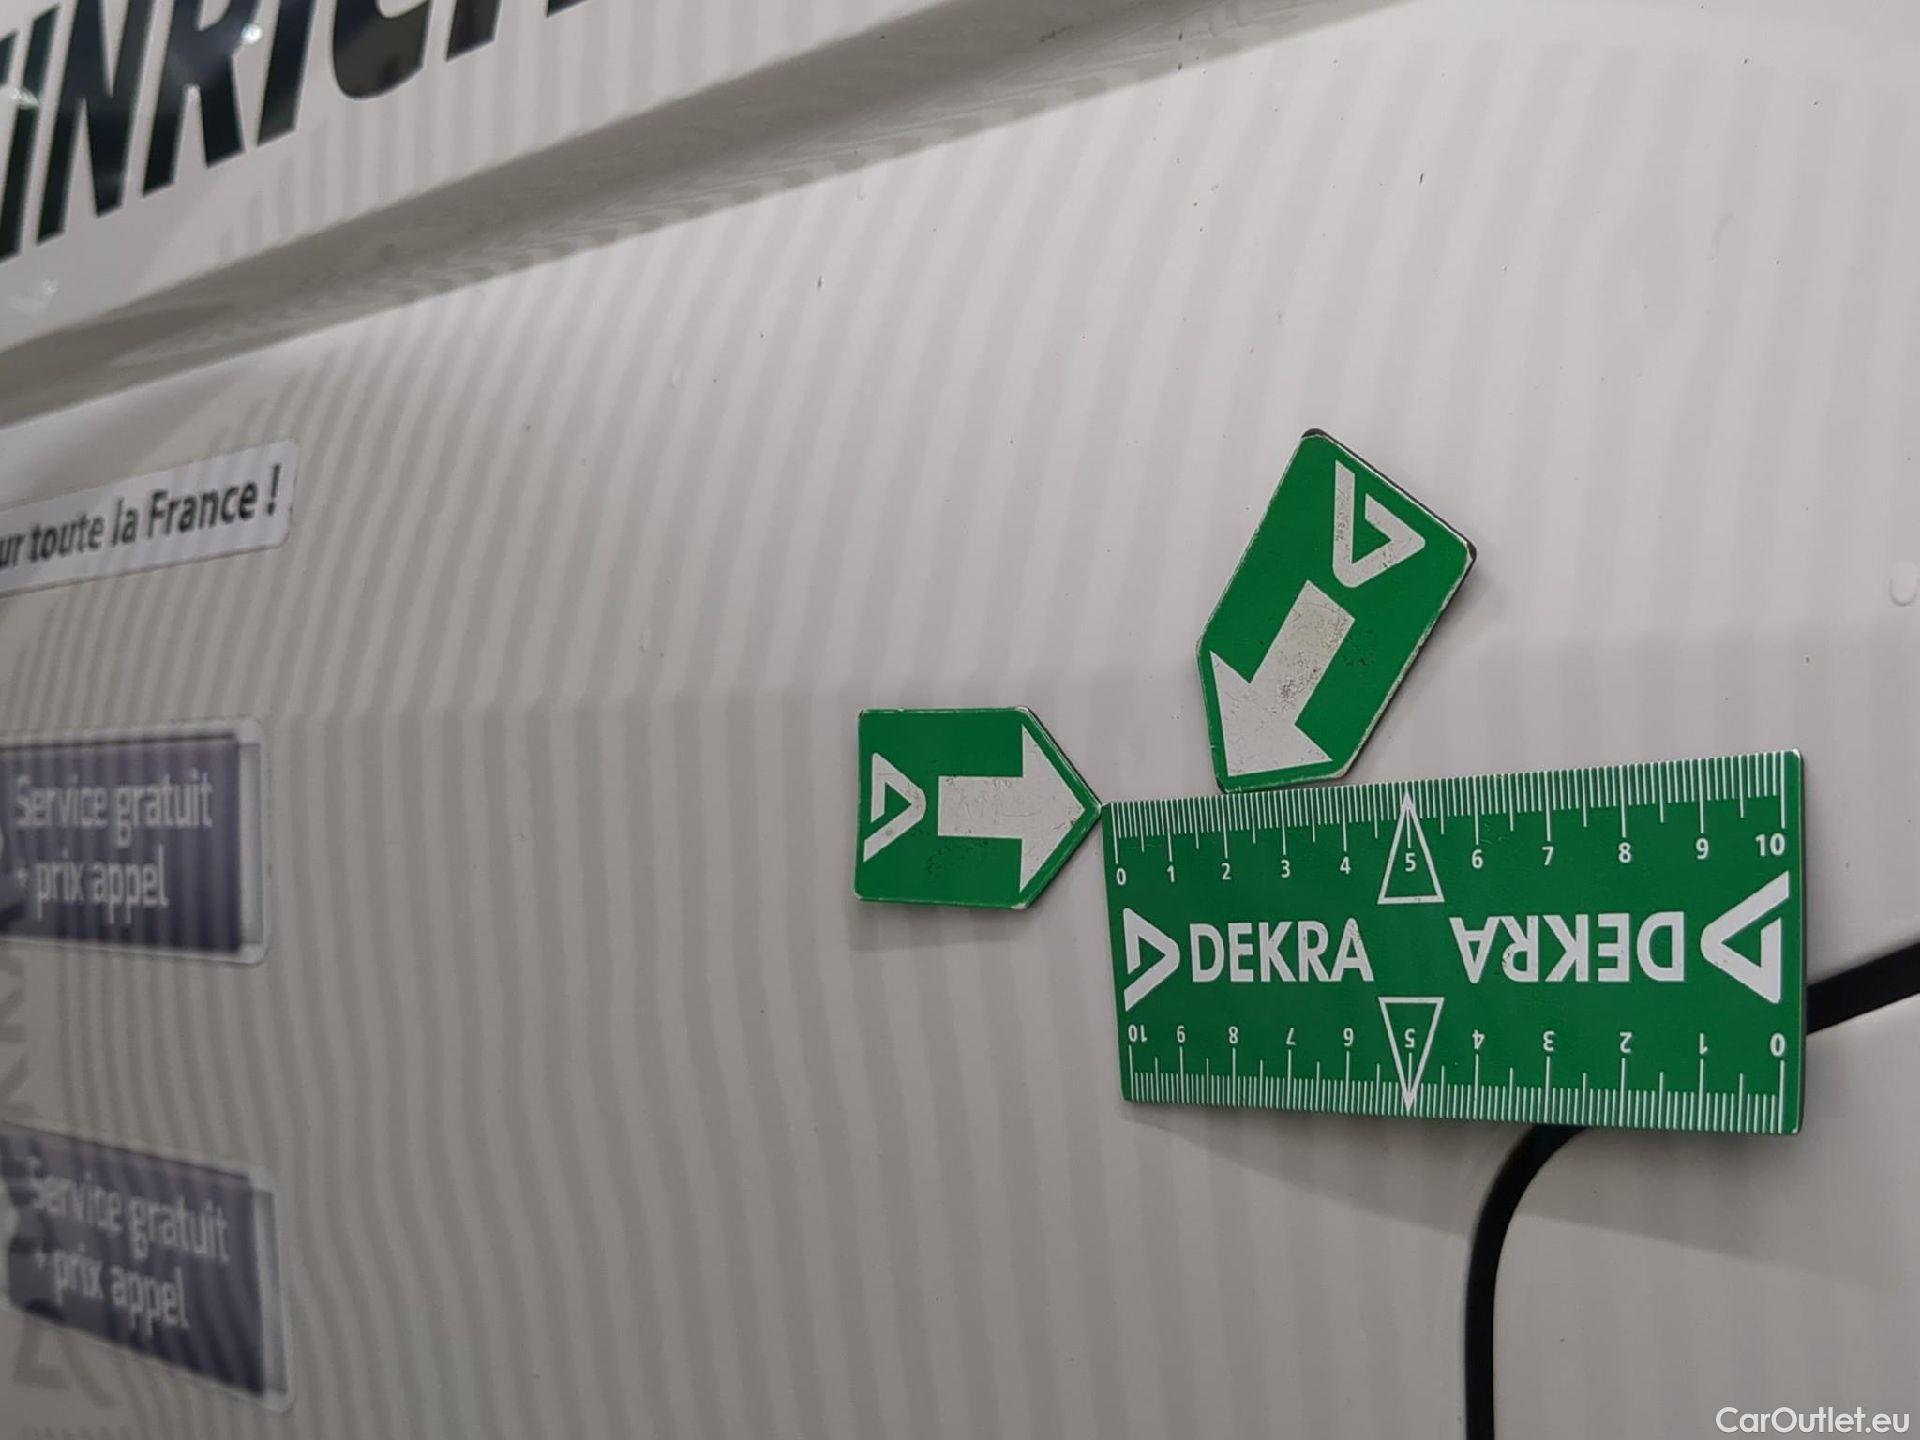 INRICH
ur toute la France !
Service gratuit
+ prix appel
Service gratuit
+ prix appel
0 1 2 3 4 5 6 7 8 9 10
DEKRA DEKRA
10 9 8 7 6 5 4 3 2 1 0
CarOutlet.eu